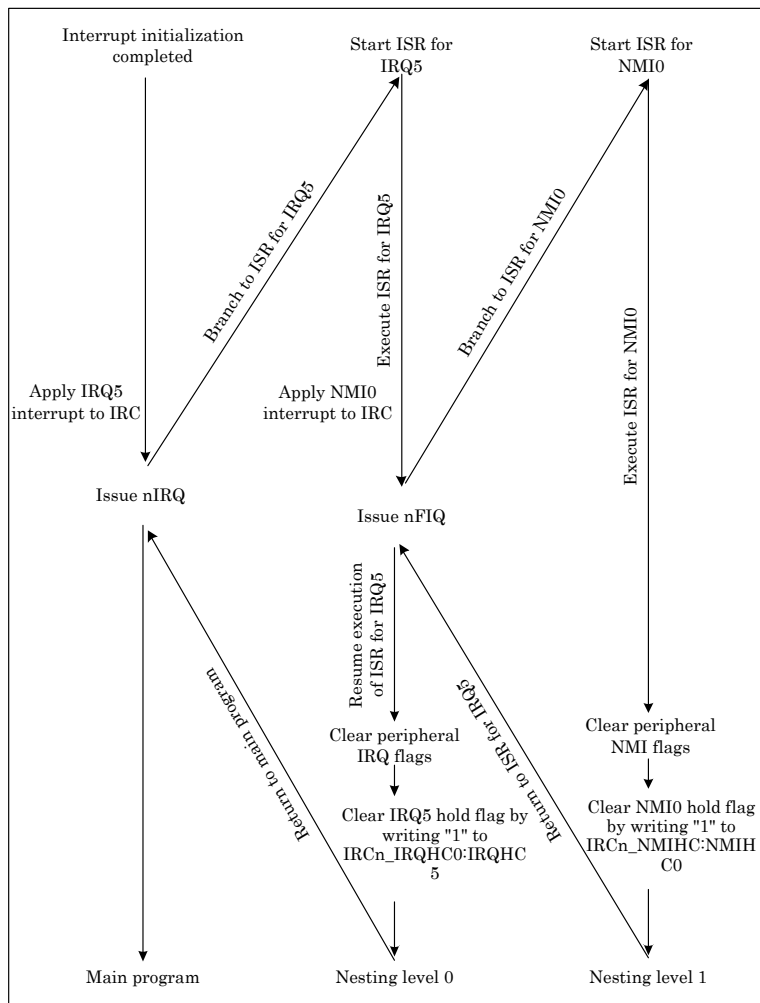 Interrupt initialization
completed
Start ISR for
IRQ5
Start ISR for
NMI0
Branch to ISR for IRQ5
Execute ISR for IRQ5
Branch to ISR for NMI0
Execute ISR for NMI0
Apply IRQ5
interrupt to IRC
Apply NMI0
interrupt to IRC
Issue nIRQ
Issue nFIQ
Return to main program
Resume execution
of ISR for IRQ5
Return to ISR for IRQ5
Clear peripheral
IRQ flags
Clear peripheral
NMI flags
Clear IRQ5 hold flag by
writing "1" to
IRCn_IRQHC0:IRQHC
5
Clear NMI0 hold flag
by writing "1" to
IRCn_NMIHC:NMIH
C0
Main program
Nesting level 0
Nesting level 1